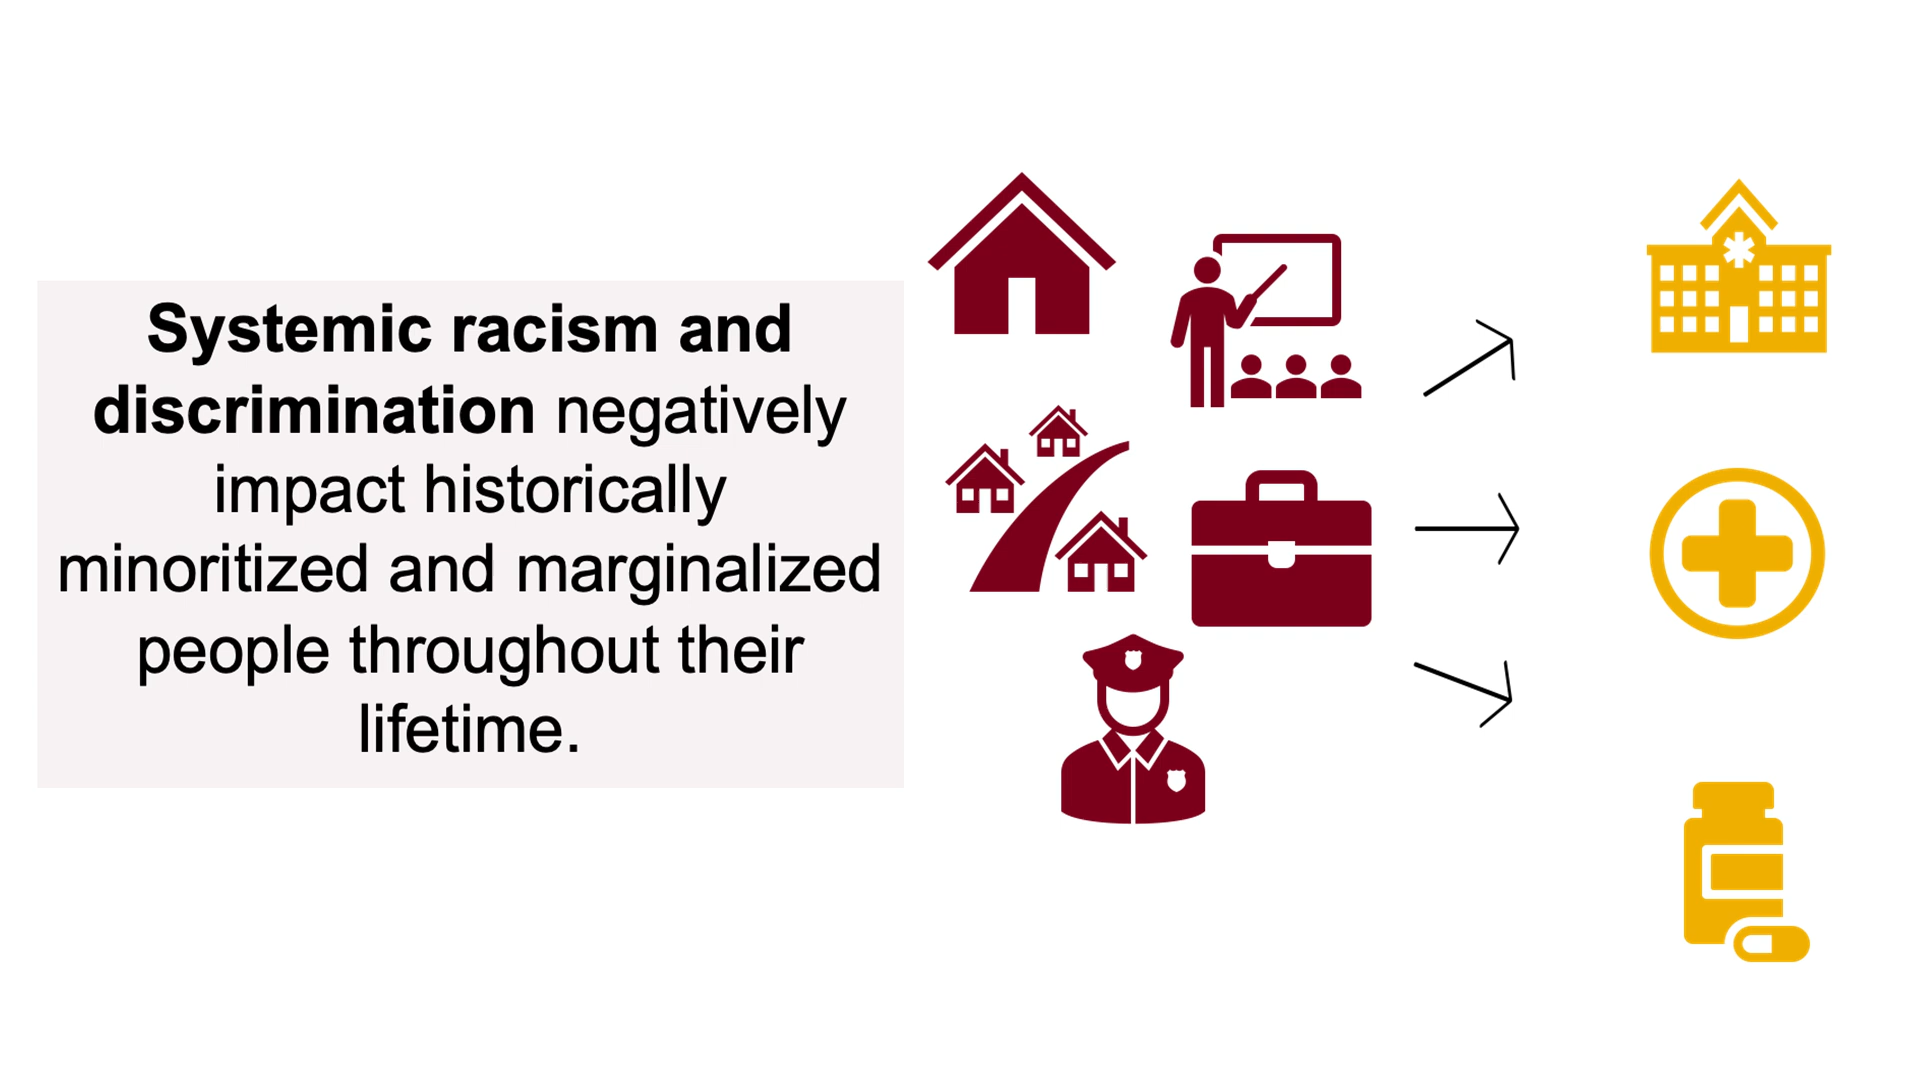 Systemic racism and
discrimination negatively
impact historically
minoritized and marginalized
people throughout their
lifetime.